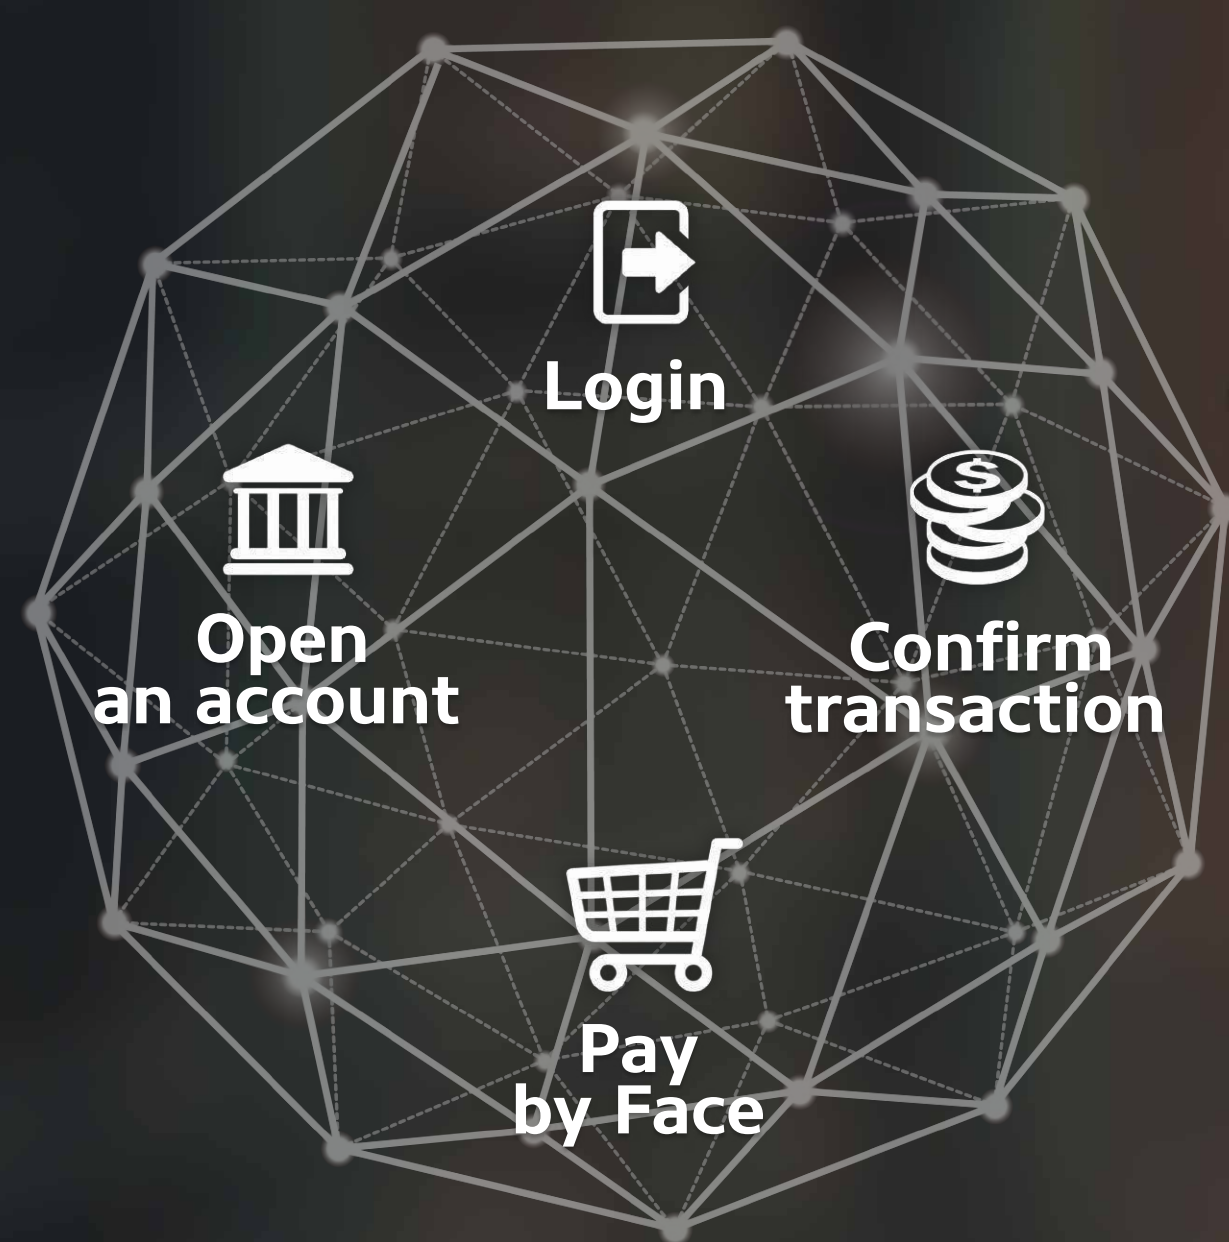 Login
$
Open
an account
Confirm
transaction
Pay
by Face